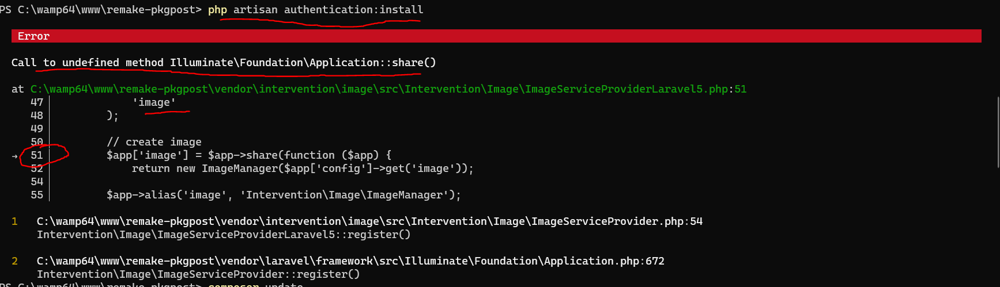 PS C:\wamp64\www\remake-pkgpost> php artisan authentication:install
Error
Call to undefined method Illuminate\Foundation\Application::share()
at C:\wamp64\www\remake-pkgpost\vendor\intervention\image\src\Intervention\Image\ImageServiceProviderLaravel5.php:51
47 'image'
48 );
49
50 // create image
→ 51 $app['image'] = $app->share(function ($app) {
52 return new ImageManager($app['config']->get('image'));
54
55 $app->alias('image', 'Intervention\Image\ImageManager');
1 C:\wamp64\www\remake-pkgpost\vendor\intervention\image\src\Intervention\Image\ImageServiceProvider.php:54
Intervention\Image\ImageServiceProviderLaravel5::register()
2 C:\wamp64\www\remake-pkgpost\vendor\laravel\framework\src\Illuminate\Foundation\Application.php:672
Intervention\Image\ImageServiceProvider::register()
PS C:\wamp64\www\remake-pkgpost> composer update